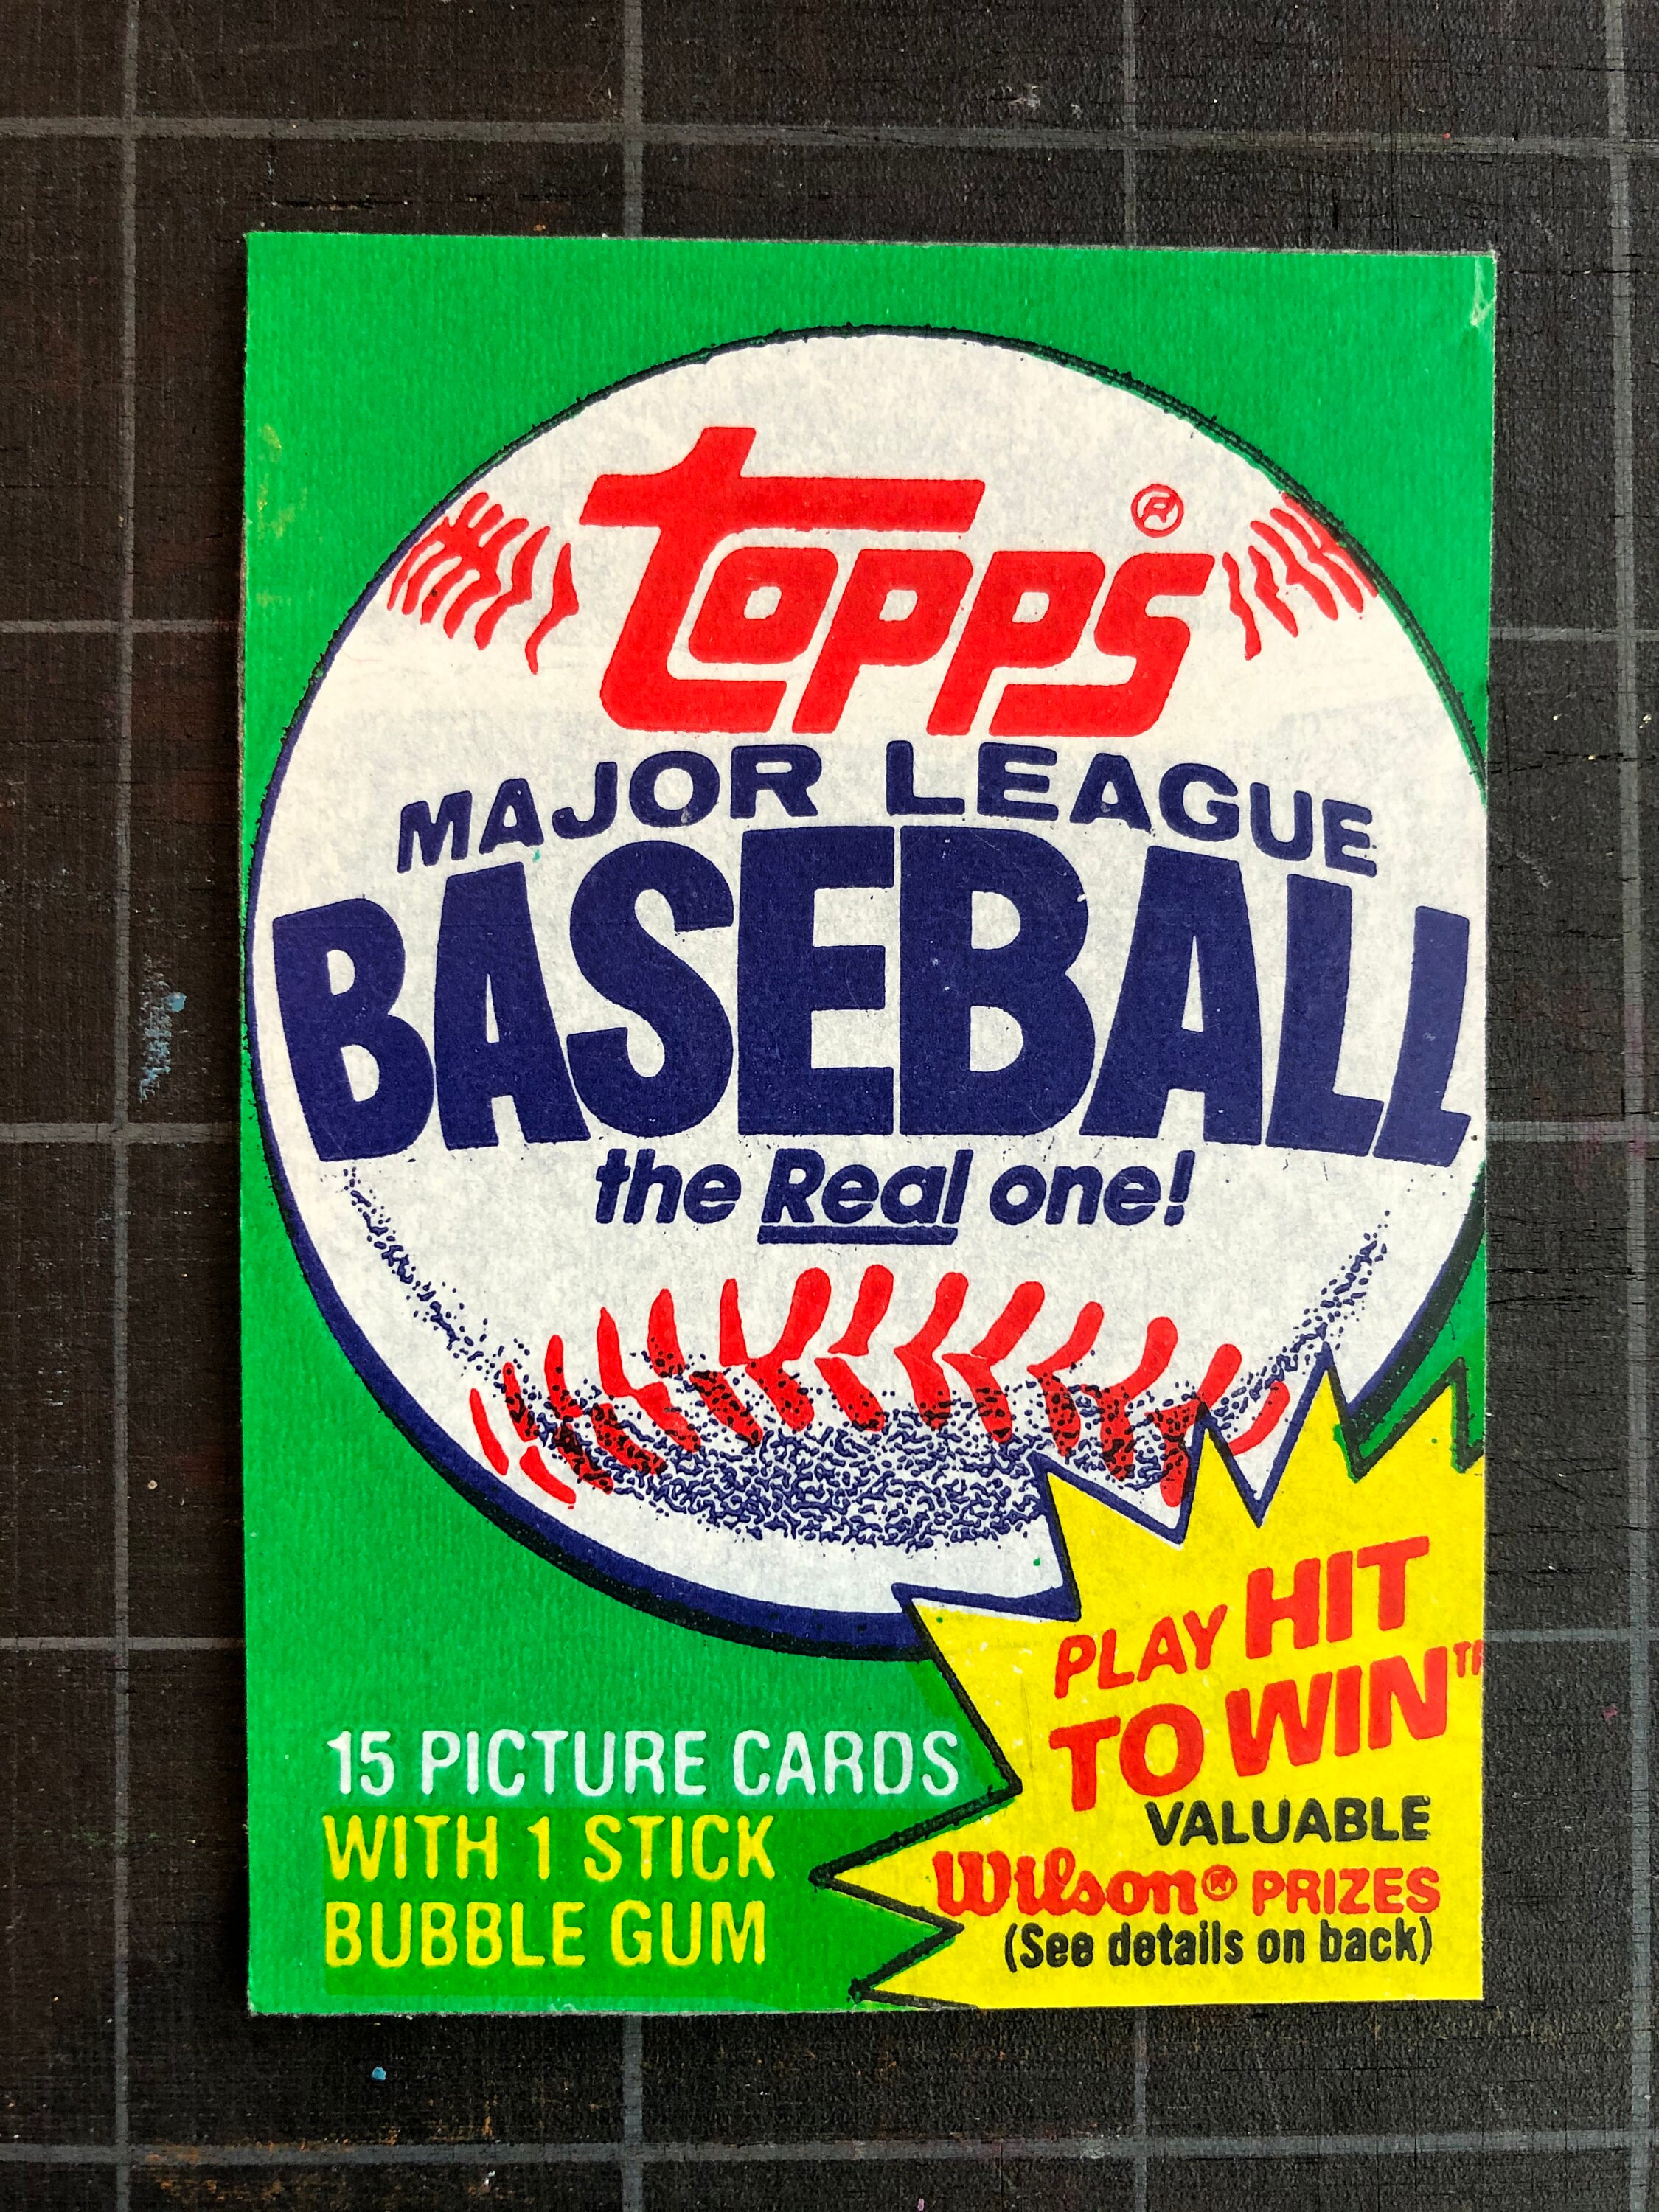 Topps®
MAJOR LEAGUE
BASEBALL
the Real one!
PLAY HIT
TO WIN™
VALUABLE
Wilson® PRIZES
(See details on back)
15 PICTURE CARDS
WITH 1 STICK
BUBBLE GUM